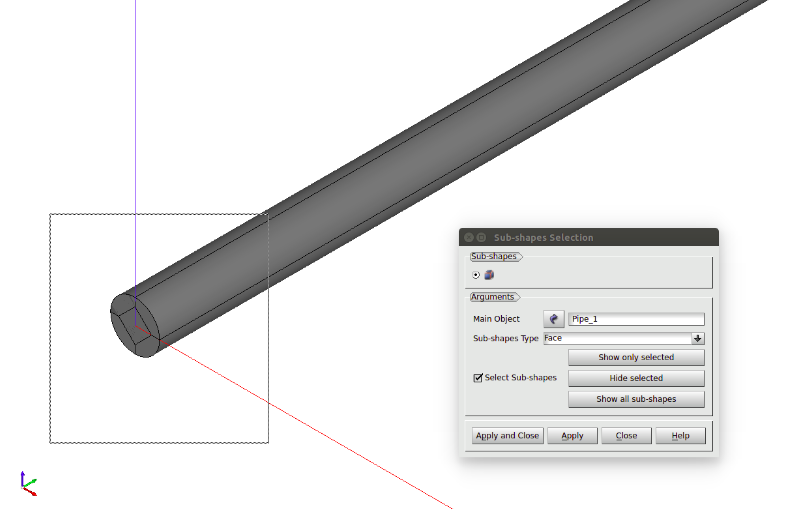 Sub-shapes Selection
Sub-shapes
Arguments
Main Object
Pipe_1
Sub-shapes Type
Face
Show only selected
Select Sub-shapes
Hide selected
Show all sub-shapes
Apply and Close
Apply
Close
Help